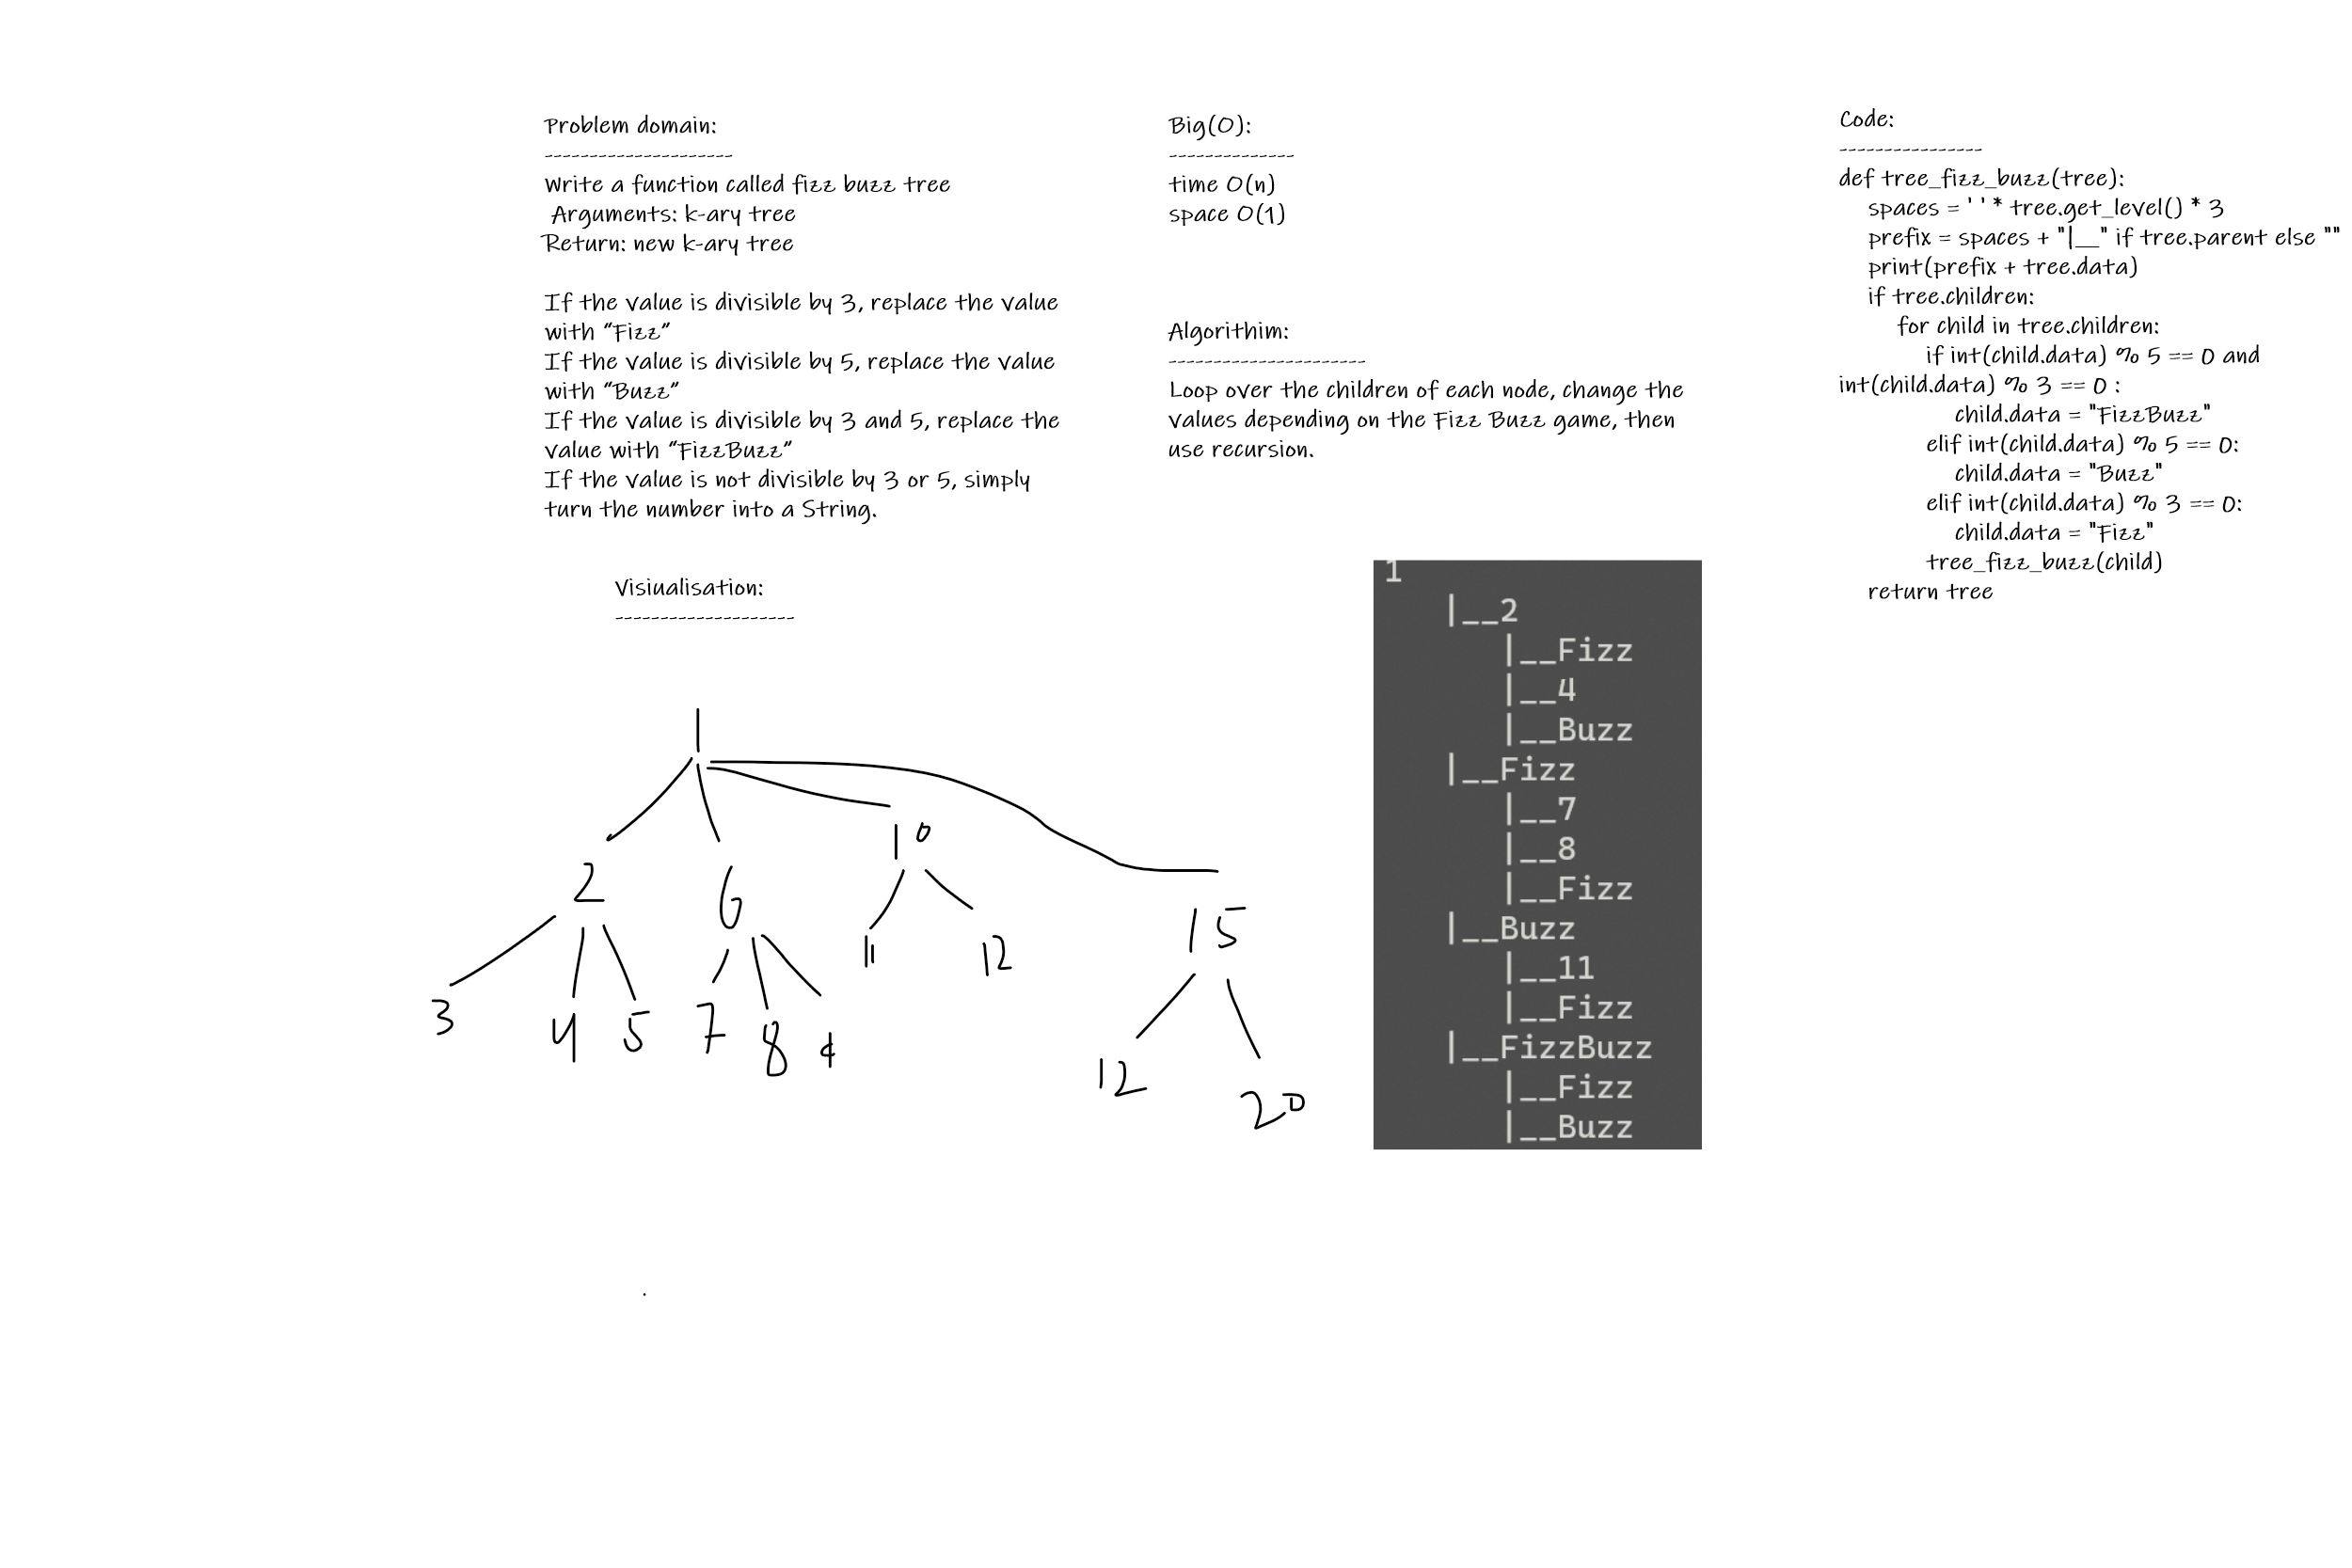 Problem domain:
---------------------
Write a function called fizz buzz tree
Arguments: k-ary tree
Return: new k-ary tree
If the value is divisible by 3, replace the value
with “Fizz”
If the value is divisible by 5, replace the value
with “Buzz”
If the value is divisible by 3 and 5, replace the
value with “FizzBuzz”
If the value is not divisible by 3 or 5, simply
turn the number into a String.
Visiualisation:
--------------------
1
2
6
10
15
3
4
5
7
8
11
12
12
20
Big(O):
--------------
time O(n)
space O(1)
Algorithim:
----------------------
Loop over the children of each node, change the
values depending on the Fizz Buzz game, then
use recursion.
1
|__2
|__Fizz
|__4
|__Buzz
|__Fizz
|__7
|__8
|__Fizz
|__Buzz
|__11
|__Fizz
|__FizzBuzz
|__Fizz
|__Buzz
Code:
----------------
def tree_fizz_buzz(tree):
spaces = ' ' * tree.get_level() * 3
prefix = spaces + "|__" if tree.parent else ""
print(prefix + tree.data)
if tree.children:
for child in tree.children:
if int(child.data) % 5 == 0 and
int(child.data) % 3 == 0 :
child.data = "FizzBuzz"
elif int(child.data) % 5 == 0:
child.data = "Buzz"
elif int(child.data) % 3 == 0:
child.data = "Fizz"
tree_fizz_buzz(child)
return tree